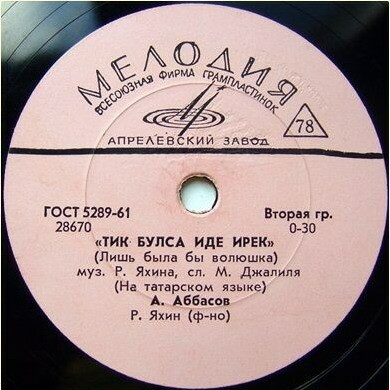 МЕЛОДИЯ
ВСЕСОЮЗНАЯ ФИРМА ГРАМПЛАСТИНОК
78
АПРЕЛЕВСКИЙ ЗАВОД
ГОСТ 5289-61 Вторая гр.
28670 0-30
«ТИК БУЛСА ИДЕ ИРЕК»
(Лишь была бы волюшка)
муз. Р. Яхина, сл. М. Джалиля
(На татарском языке)
А. Аббасов
Р. Яхин (ф-но)